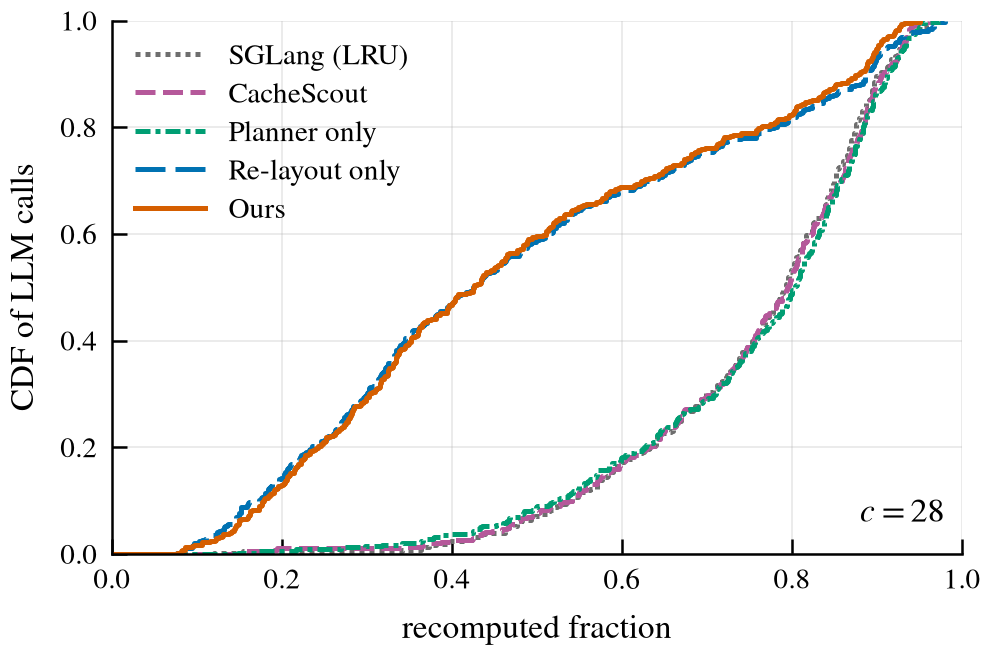 1.0
0.8
0.6
0.4
0.2
0.0
CDF of LLM calls
SGLang (LRU)
CacheScout
Planner only
Re-layout only
Ours
c = 28
0.0 0.2 0.4 0.6 0.8 1.0
recomputed fraction